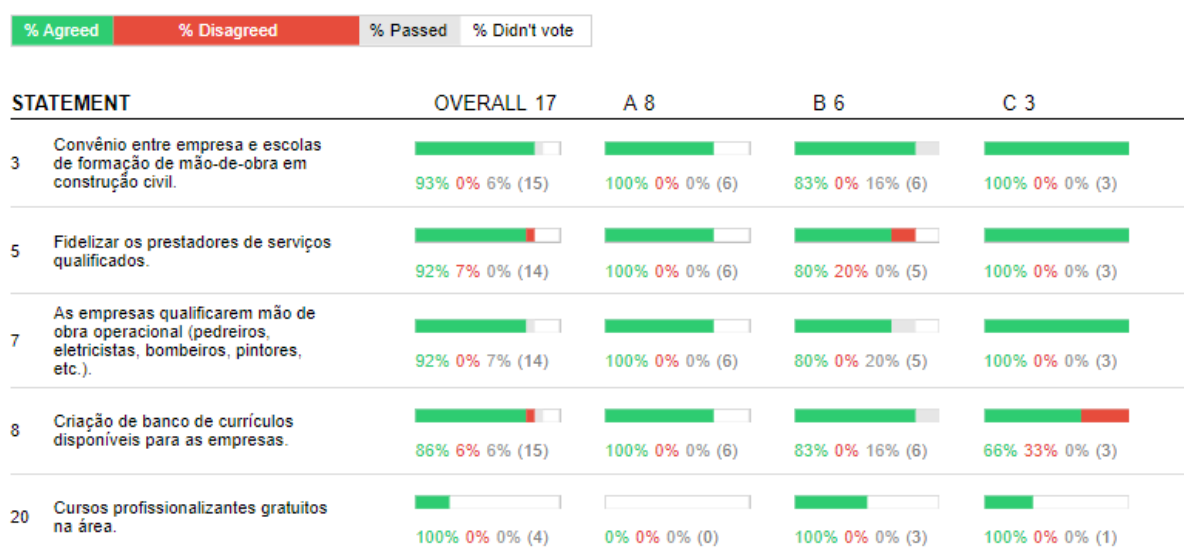 % Agreed % Disagreed % Passed % Didn't vote
STATEMENT OVERALL 17 A 8 B 6 C 3
3 Convênio entre empresa e escolas
de formação de mão-de-obra em
construção civil.
93% 0% 6% (15) 100% 0% 0% (6) 83% 0% 16% (6) 100% 0% 0% (3)
5 Fidelizar os prestadores de serviços
qualificados.
92% 7% 0% (14) 100% 0% 0% (6) 80% 20% 0% (5) 100% 0% 0% (3)
7 As empresas qualificarem mão de
obra operacional (pedreiros,
eletricistas, bombeiros, pintores,
etc.).
92% 0% 7% (14) 100% 0% 0% (6) 80% 0% 20% (5) 100% 0% 0% (3)
8 Criação de banco de currículos
disponíveis para as empresas.
86% 6% 6% (15) 100% 0% 0% (6) 83% 0% 16% (6) 66% 33% 0% (3)
20 Cursos profissionalizantes gratuitos
na área.
100% 0% 0% (4) 0% 0% 0% (0) 100% 0% 0% (3) 100% 0% 0% (1)